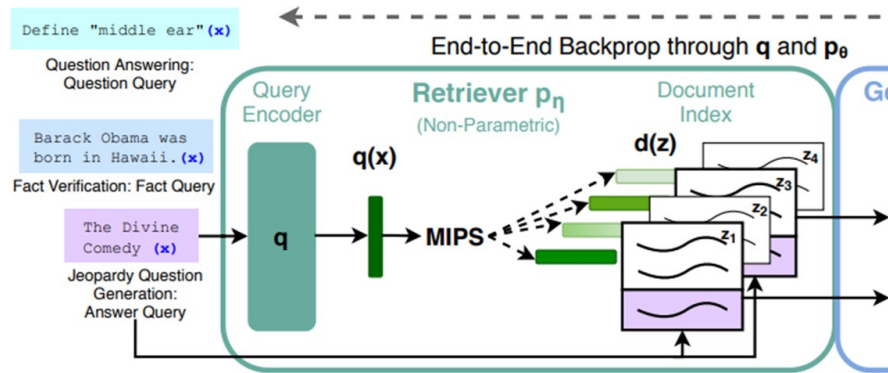 Define "middle ear"(x)
Question Answering:
Question Query
Barack Obama was
born in Hawaii.(x)
Fact Verification: Fact Query
The Divine
Comedy (x)
Jeopardy Question
Generation:
Answer Query
End-to-End Backprop through q and pθ
Query
Encoder
Retriever pη
(Non-Parametric)
Document
Index
q(x)
d(z)
q
MIPS
z4
z3
z2
z1